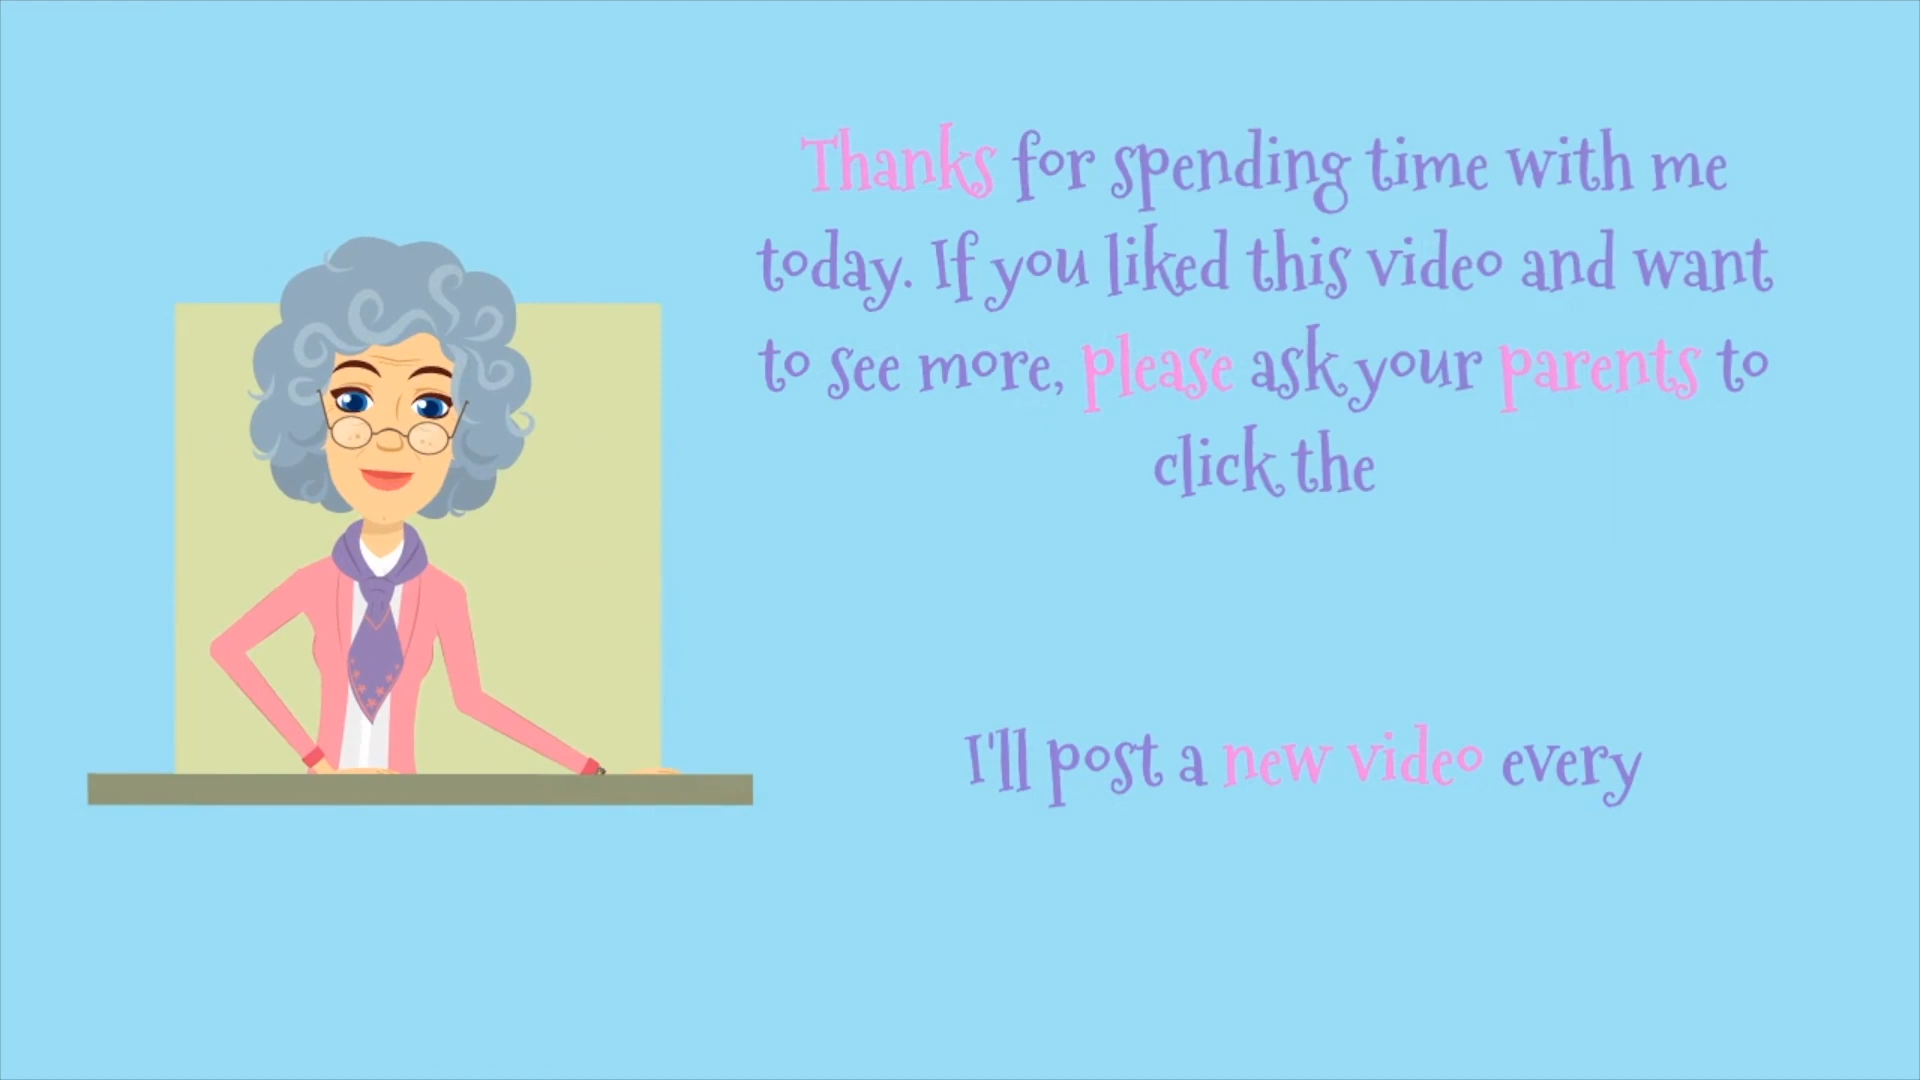 Thanks for spending time with me
today. If you liked this video and want
to see more, please ask your parents to
click the
I'll post a new video every